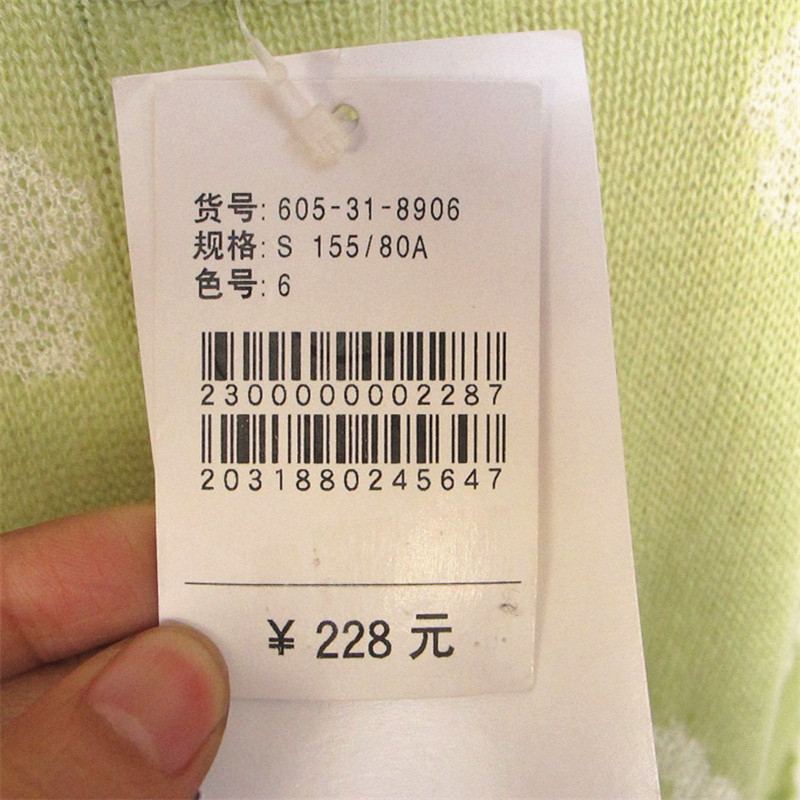 货号: 605-31-8906
规格: S 155/80A
色号: 6
2300000002287
2031880245647
¥ 228 元